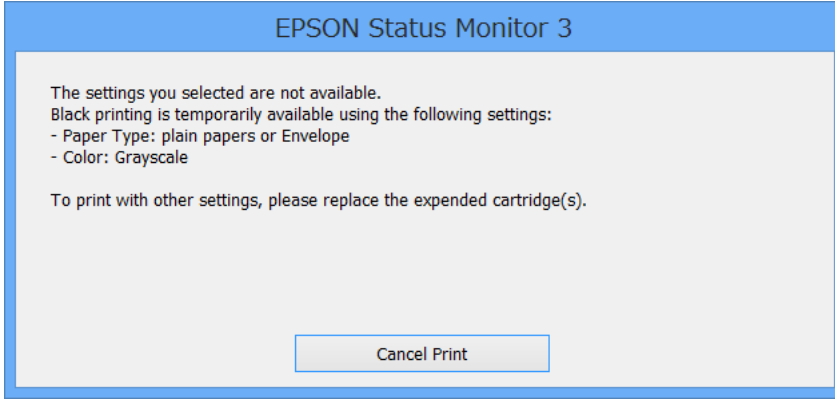 EPSON Status Monitor 3
The settings you selected are not available.
Black printing is temporarily available using the following settings:
- Paper Type: plain papers or Envelope
- Color: Grayscale
To print with other settings, please replace the expended cartridge(s).
Cancel Print